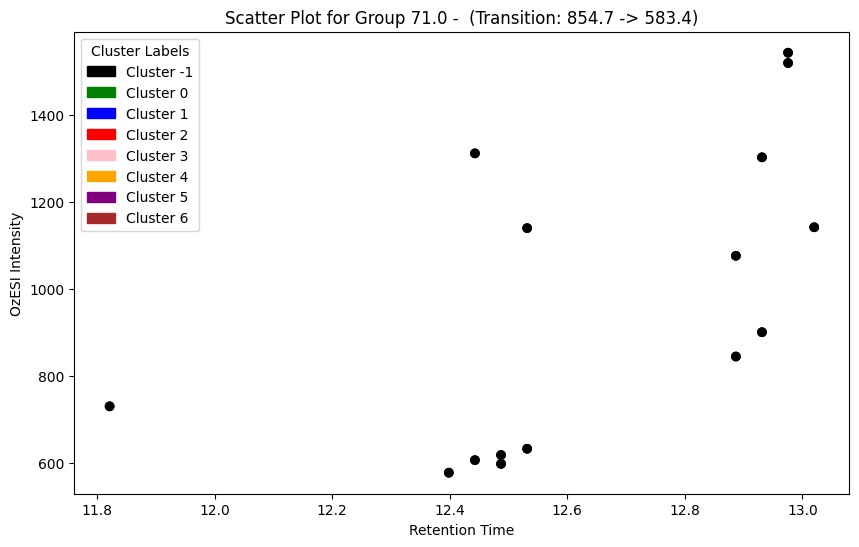 Scatter Plot for Group 71.0 -  (Transition: 854.7 -> 583.4)
Cluster Labels
Cluster -1
Cluster 0
Cluster 1
Cluster 2
Cluster 3
Cluster 4
Cluster 5
Cluster 6
OzESI Intensity
1400
1200
1000
800
600
11.8 12.0 12.2 12.4 12.6 12.8 13.0
Retention Time